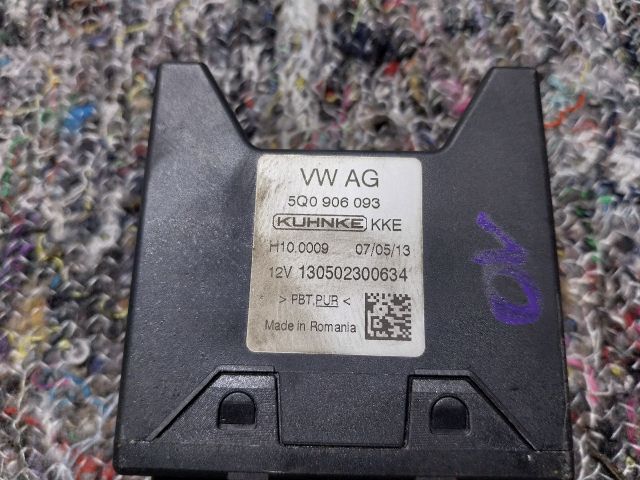 VW AG
5Q0 906 093
KUHNKE KKE
H10.0009 07/05/13
12V 130502300634
> PBT,PUR <
Made in Romania